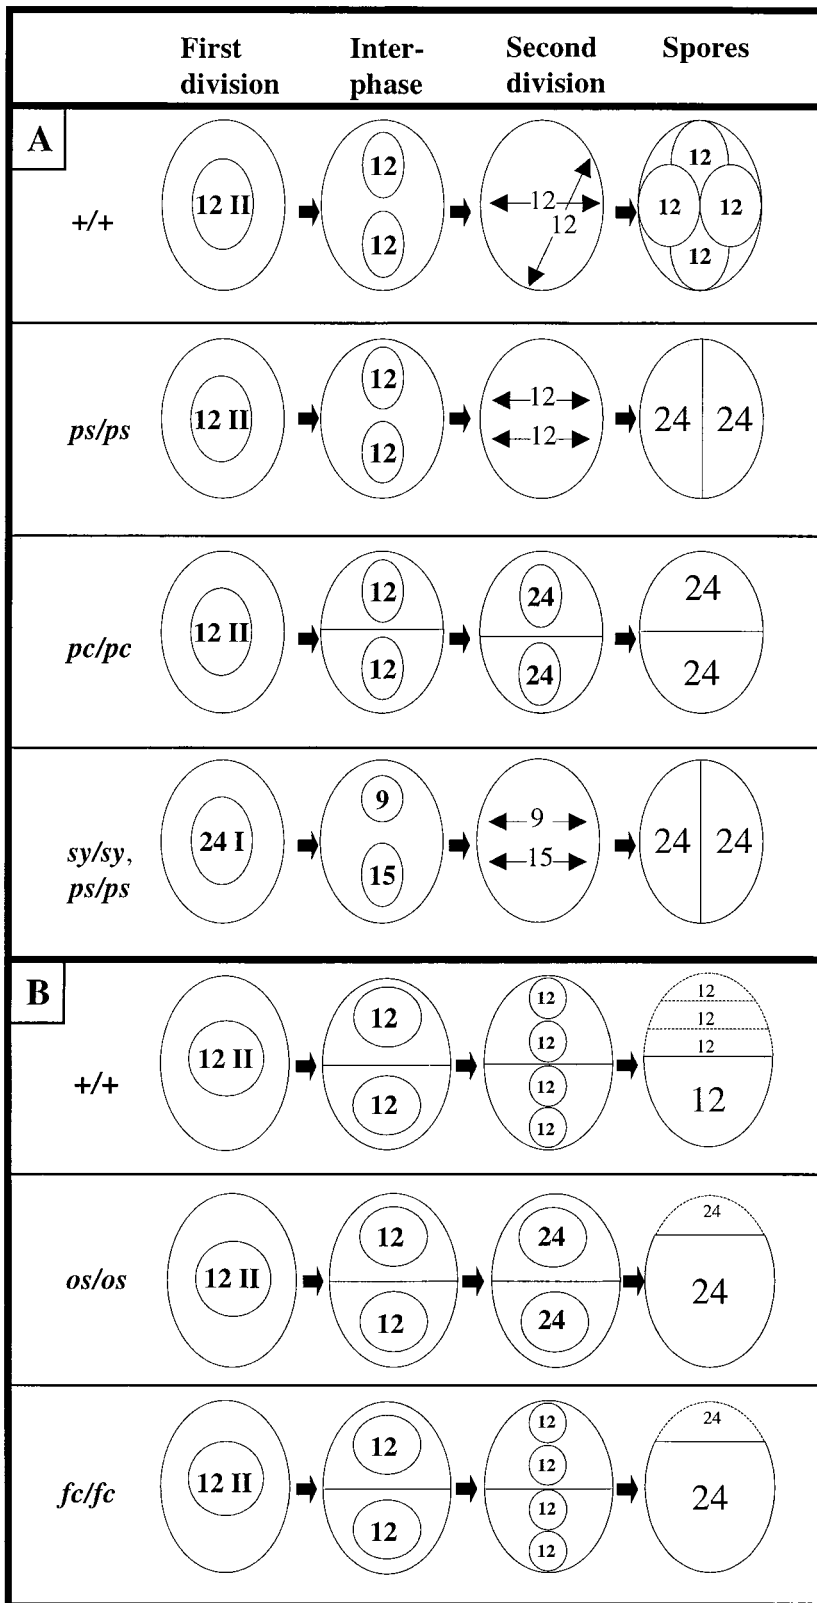 First division Inter-phase Second division Spores
A
+/+ 12 II 12 12 12 12 12 12 12 12
ps/ps 12 II 12 12 12 12 24 24
pc/pc 12 II 12 12 24 24 24 24
sy/sy, ps/ps 24 I 9 15 9 15 24 24
B
+/+ 12 II 12 12 12 12 12 12 12 12 12 12
os/os 12 II 12 12 24 24 24 24
fc/fc 12 II 12 12 12 12 12 12 24 24